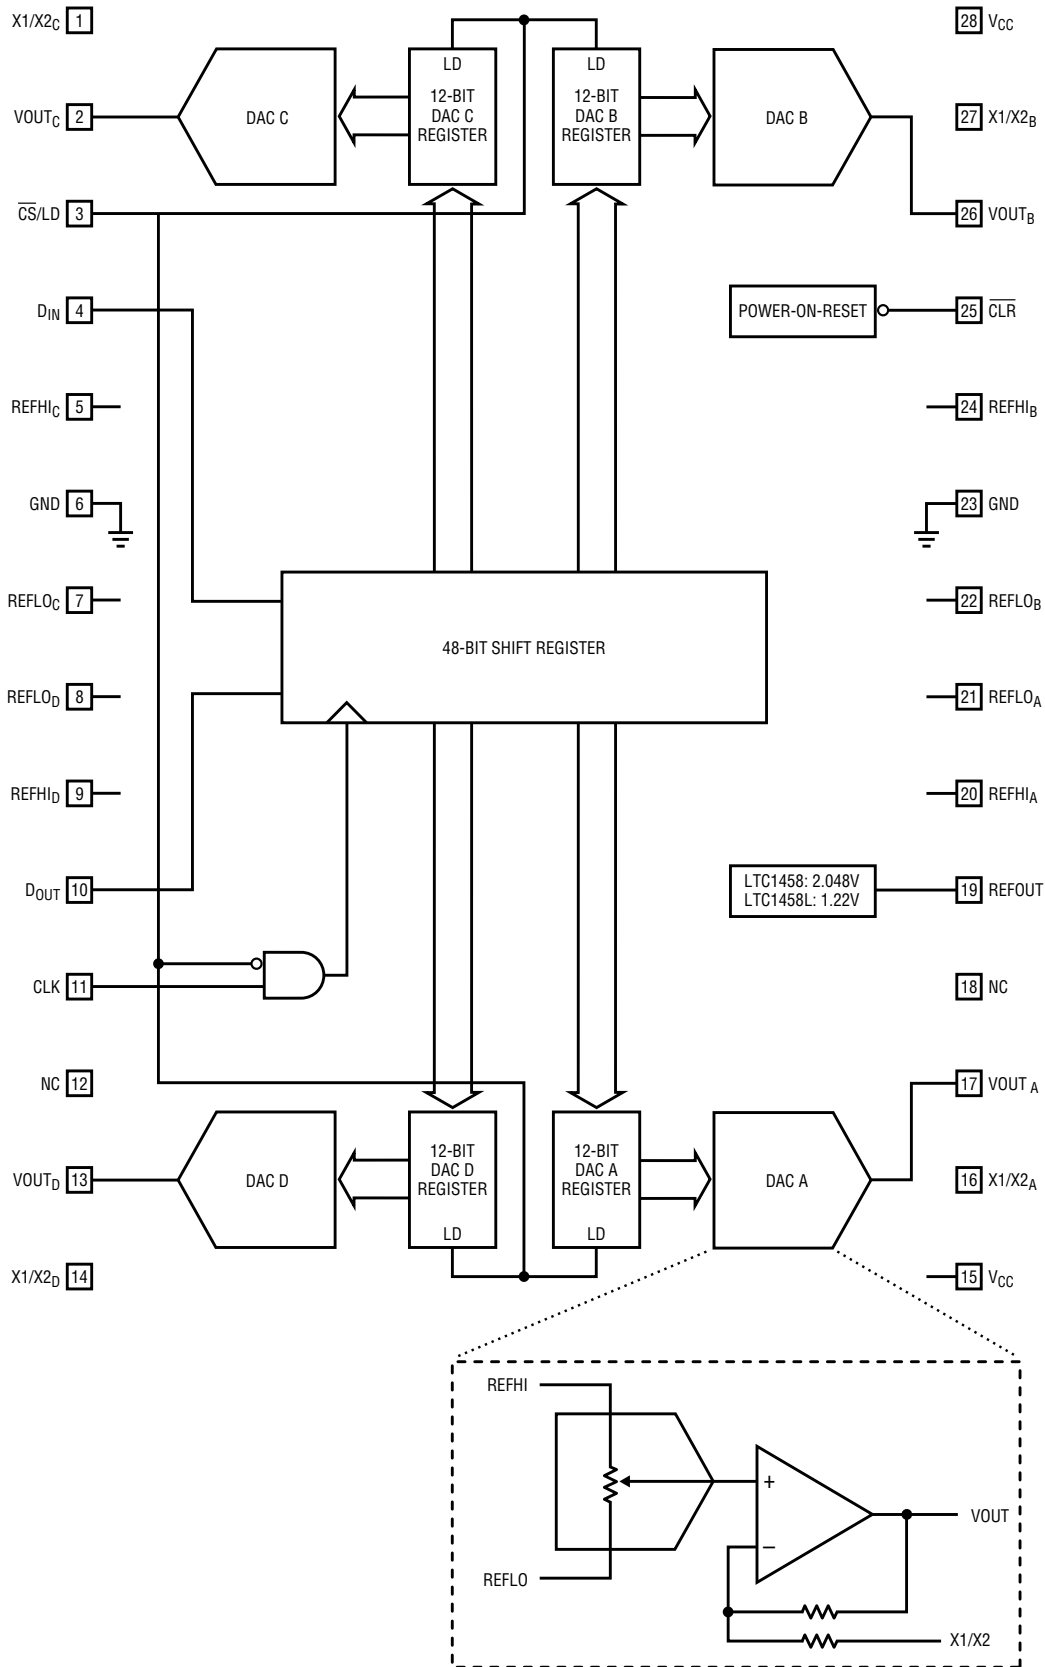 X1/X2C 1
VOUTC 2
CS/LD 3
DIN 4
REFHIC 5
GND 6
REFLOC 7
REFLOD 8
REFHID 9
DOUT 10
CLK 11
NC 12
VOUTD 13
X1/X2D 14
DAC C
LD
12-BIT
DAC C
REGISTER
LD
12-BIT
DAC B
REGISTER
DAC B
POWER-ON-RESET
48-BIT SHIFT REGISTER
LTC1458: 2.048V
LTC1458L: 1.22V
DAC D
12-BIT
DAC D
REGISTER
LD
12-BIT
DAC A
REGISTER
LD
DAC A
28 VCC
27 X1/X2B
26 VOUTB
25 CLR
24 REFHIB
23 GND
22 REFLOB
21 REFLOA
20 REFHIA
19 REFOUT
18 NC
17 VOUT A
16 X1/X2A
15 VCC
REFHI
REFLO
+
–
VOUT
X1/X2